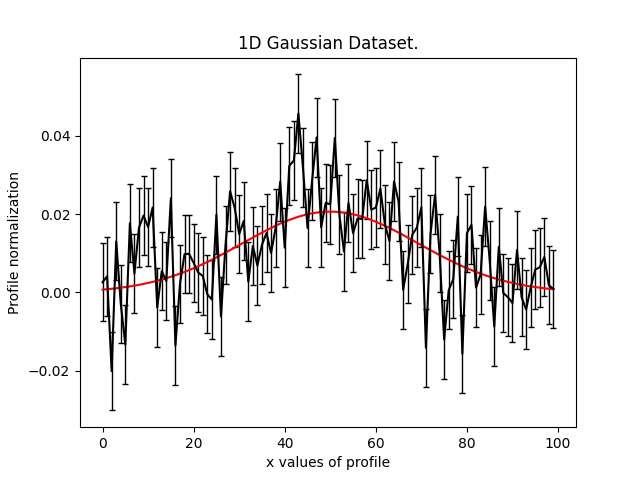 1D Gaussian Dataset.
Profile normalization
0.04
0.02
0.00
−0.02
0 20 40 60 80 100
x values of profile